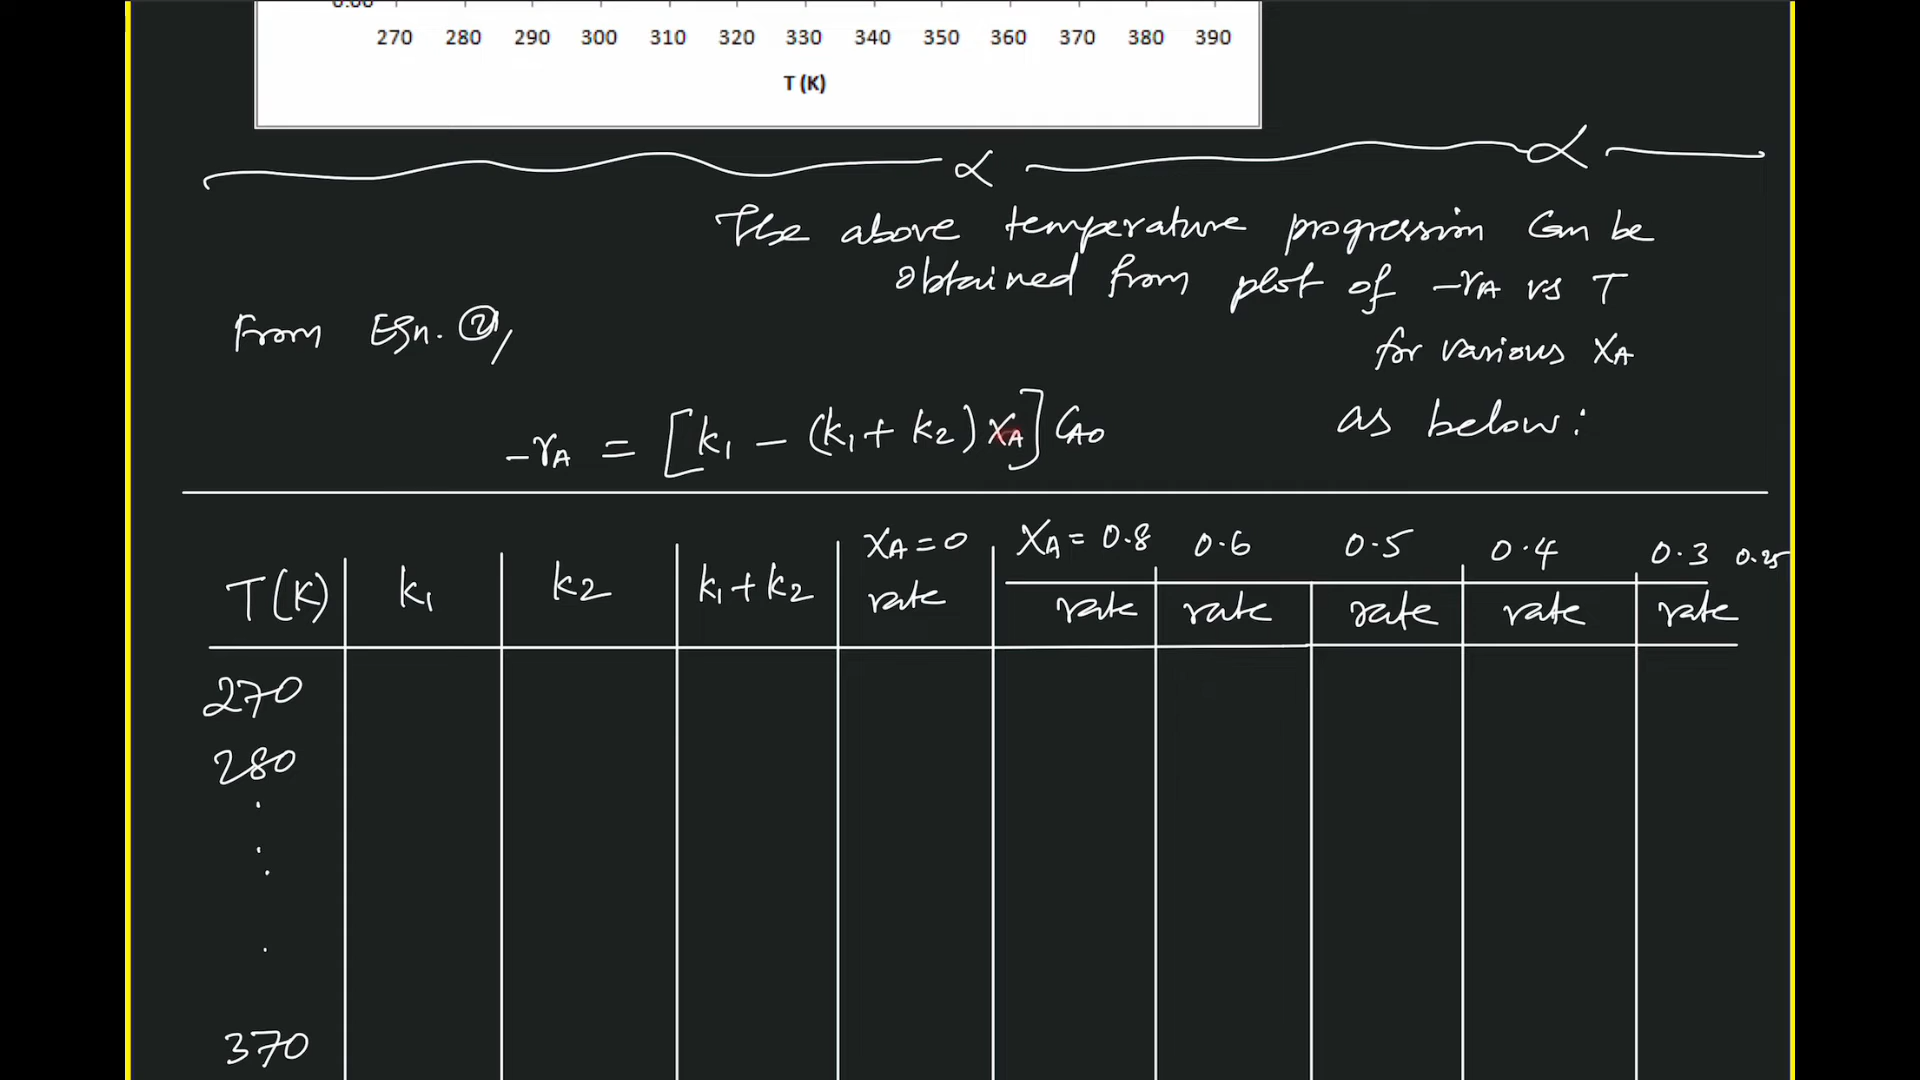 0.00
270 280 290 300 310 320 330 340 350 360 370 380 390
T (K)
The above temperature progression can be
obtained from plot of -rA vs T
for various XA
as below:
From Eqn. ②,
-rA = [k1 - (k1 + k2) XA] CA0
T(K) k1 k2 k1 + k2 XA = 0 XA = 0.8 0.6 0.5 0.4 0.3 0.25
rate rate rate rate rate rate
270
280
370